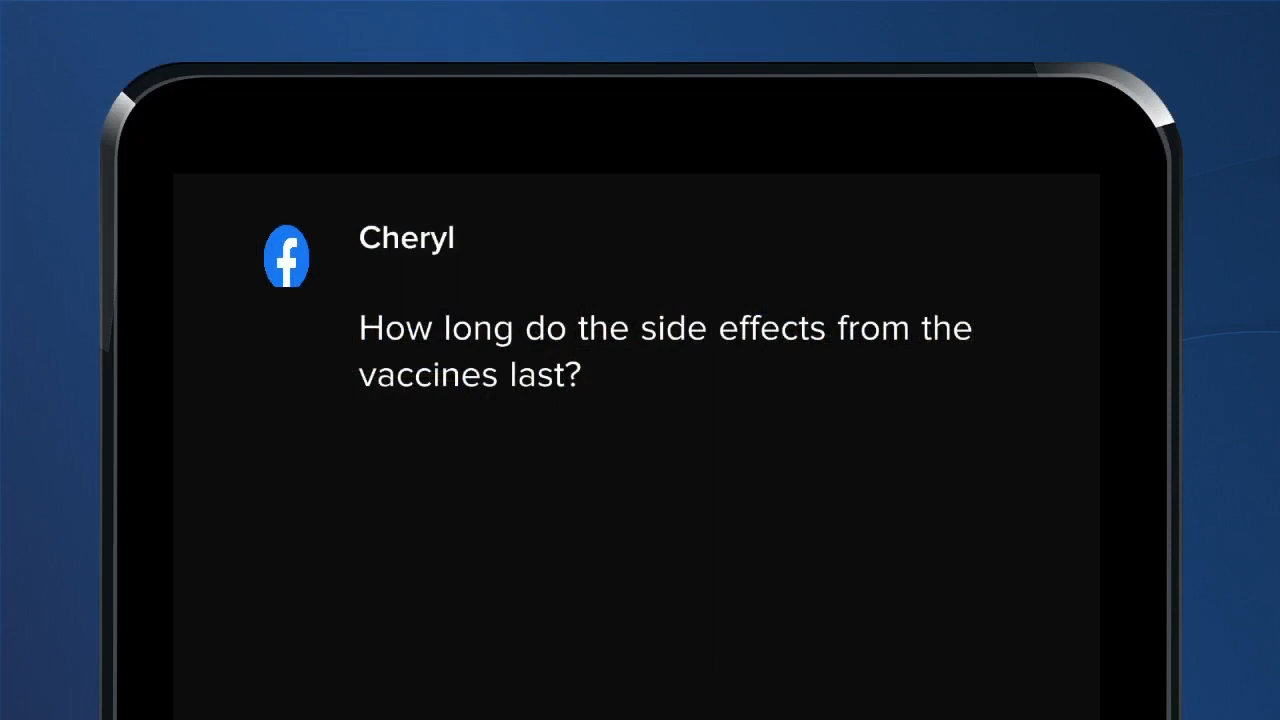 Cheryl
How long do the side effects from the
vaccines last?